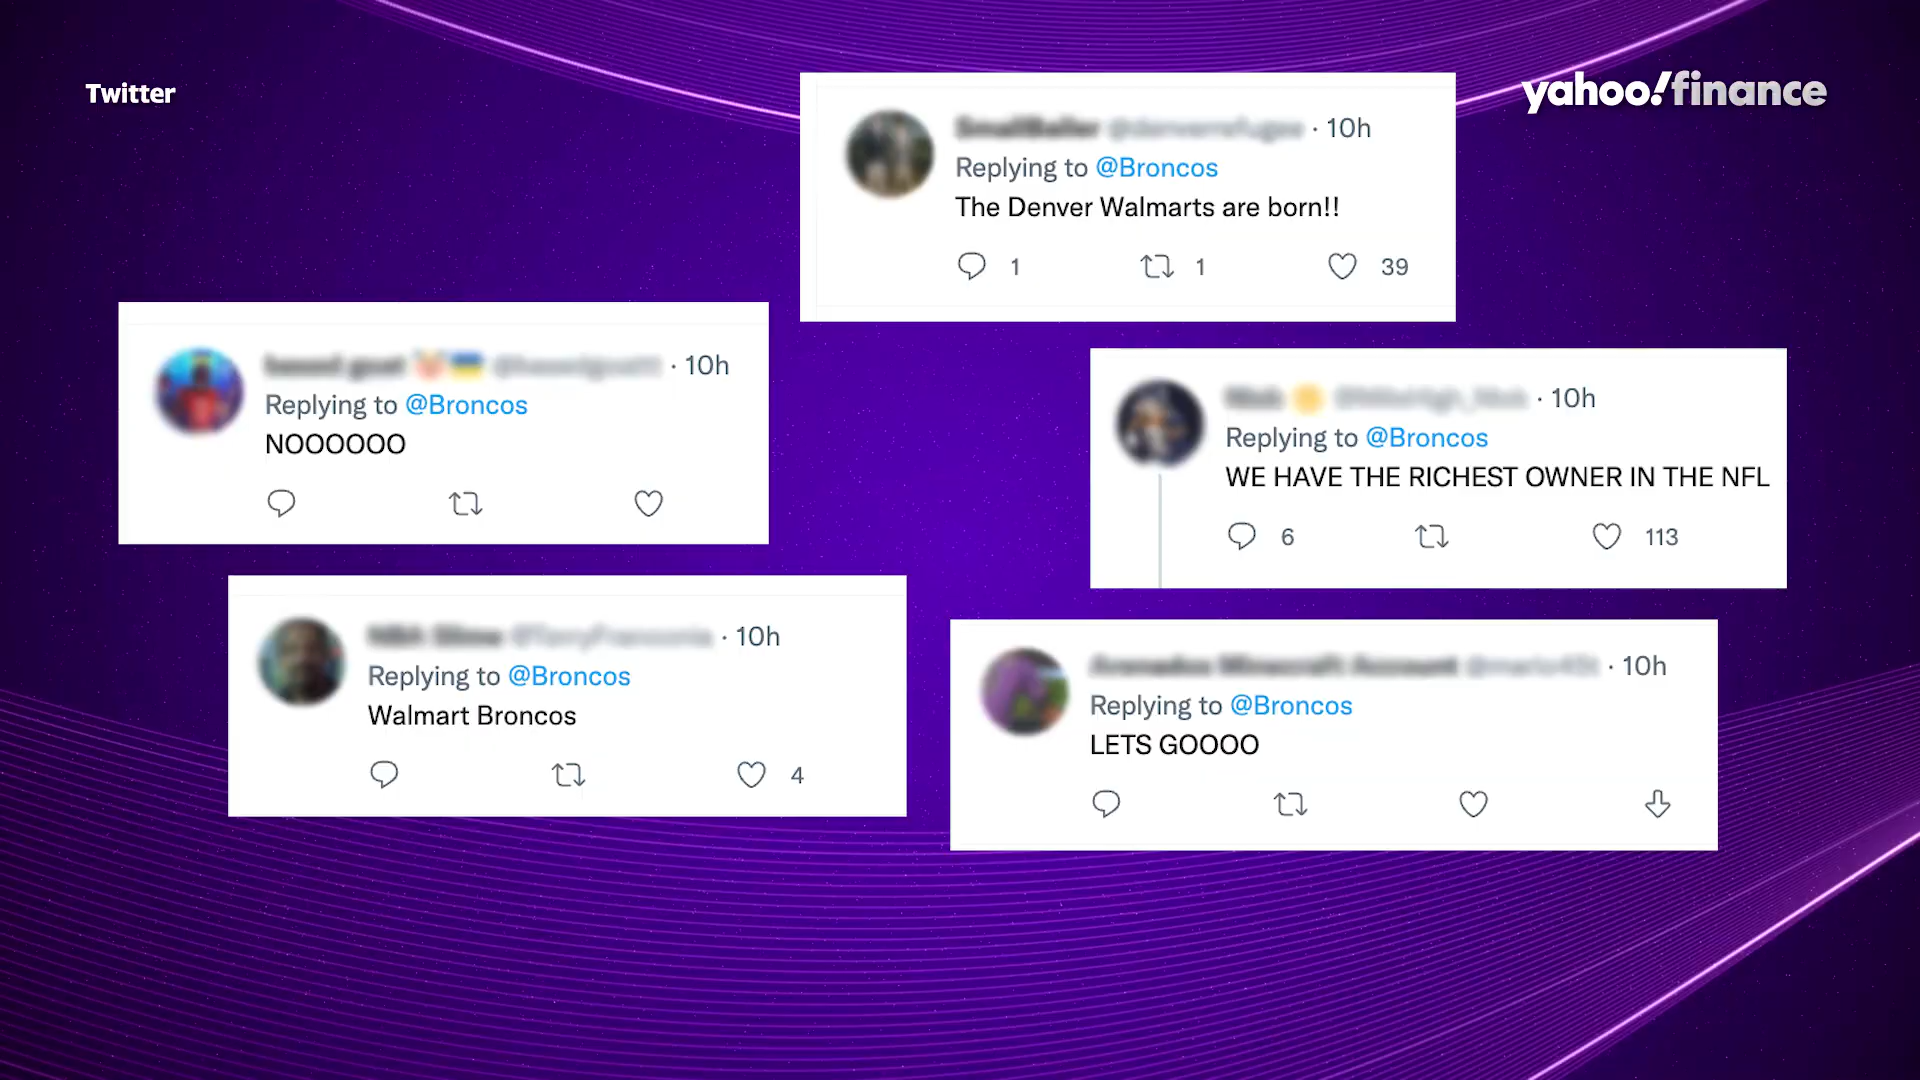 Twitter
yahoo!finance
· 10h
Replying to @Broncos
The Denver Walmarts are born!!
1 1 39
· 10h
Replying to @Broncos
NOOOOOO
· 10h
Replying to @Broncos
WE HAVE THE RICHEST OWNER IN THE NFL
6 113
· 10h
Replying to @Broncos
Walmart Broncos
4
· 10h
Replying to @Broncos
LETS GOOOO